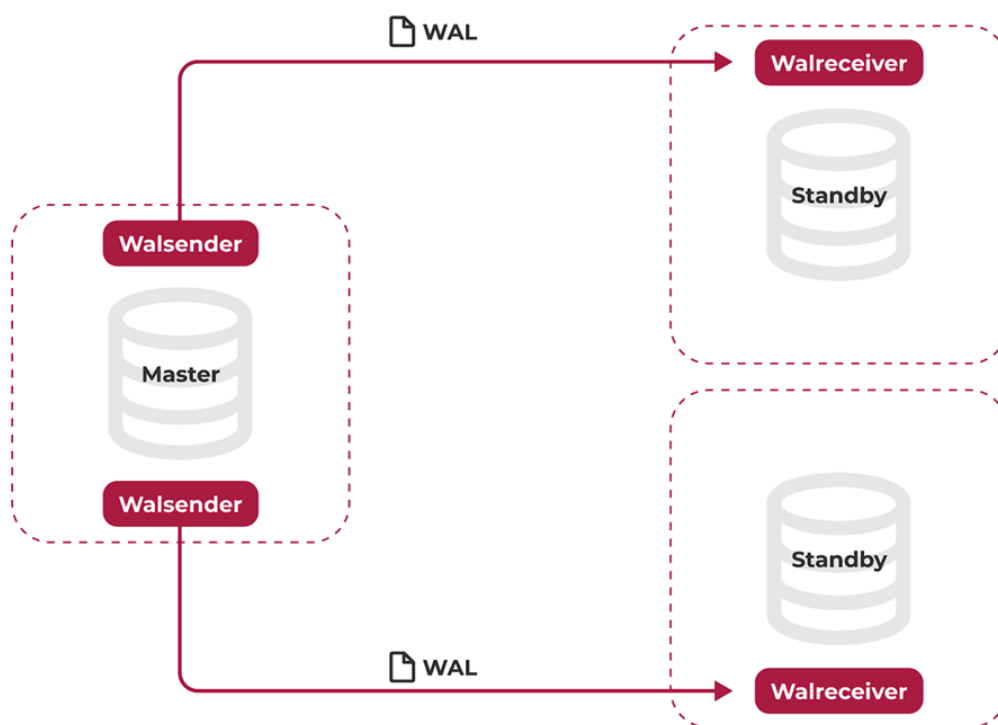 WAL
Walreceiver
Standby
Walsender
Master
Walsender
Standby
WAL
Walreceiver